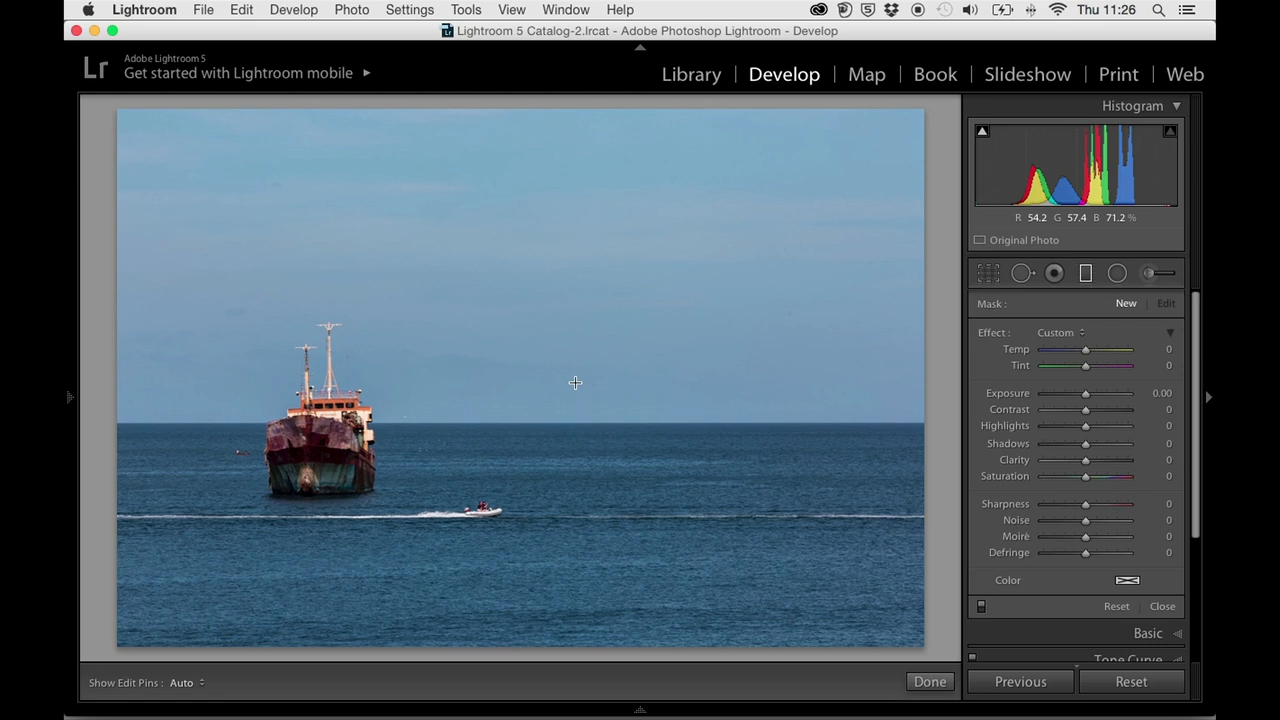 Lightroom File Edit Develop Photo Settings Tools View Window Help Thu 11:26
Lightroom 5 Catalog-2.lrcat - Adobe Photoshop Lightroom - Develop
Lr
Adobe Lightroom 5
Get started with Lightroom mobile
Library | Develop | Map | Book | Slideshow | Print | Web
Histogram
R 54.2 G 57.4 B 71.2 %
Original Photo
Mask : New | Edit
Effect : Custom
Temp 0
Tint 0
Exposure 0.00
Contrast 0
Highlights 0
Shadows 0
Clarity 0
Saturation 0
Sharpness 0
Noise 0
Moiré 0
Defringe 0
Color
Reset | Close
Basic
Tone Curve
Show Edit Pins : Auto
Done
Previous
Reset